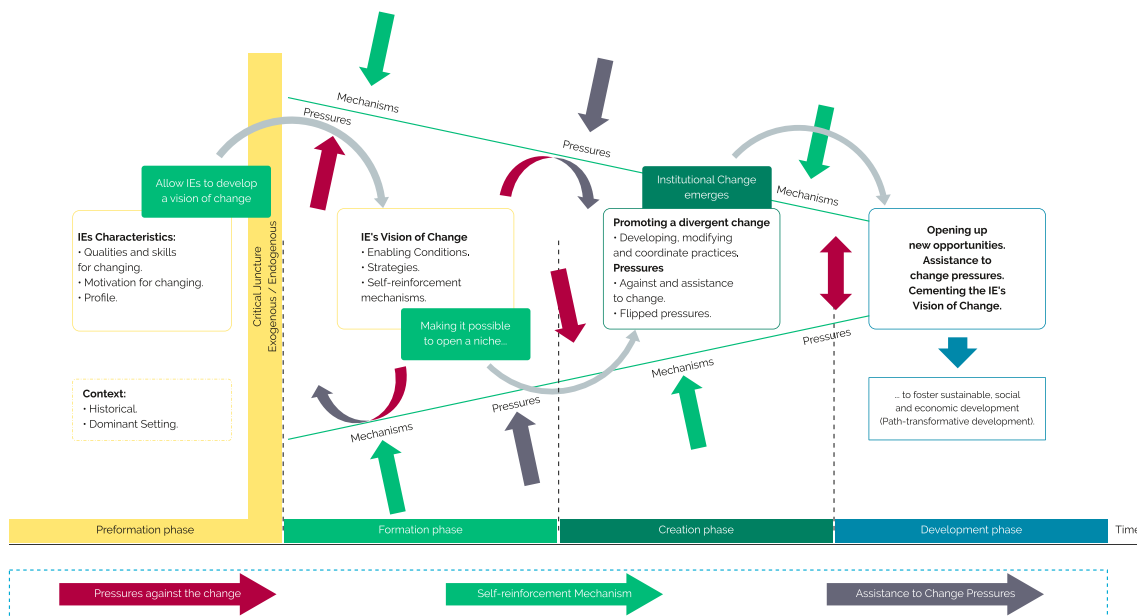 Mechanisms
Pressures
Pressures
Mechanisms
Allow IEs to develop
a vision of change
Institutional Change
emerges
Critical Juncture
Exogenous / Endogenous
IEs Characteristics:
• Qualities and skills
for changing.
• Motivation for changing.
• Profile.
IE's Vision of Change
• Enabling Conditions.
• Strategies.
• Self-reinforcement
mechanisms.
Making it possible
to open a niche...
Promoting a divergent change
• Developing, modifying
and coordinate practices.
Pressures
• Against and assistance
to change.
• Flipped pressures.
Opening up
new opportunities.
Assistance to
change pressures.
Cementing the IE's
Vision of Change.
Pressures
Mechanisms
Pressures
Mechanisms
Context:
• Historical.
• Dominant Setting.
... to foster sustainable, social
and economic development
(Path-transformative development).
Preformation phase
Formation phase
Creation phase
Development phase
Time
Pressures against the change
Self-reinforcement Mechanism
Assistance to Change Pressures